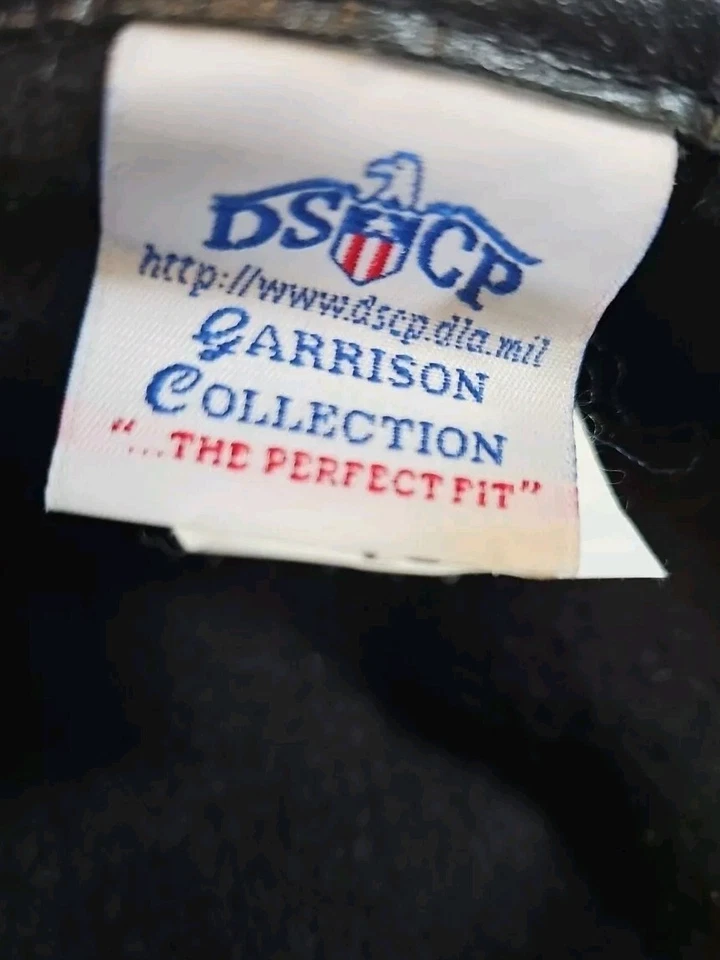 DSCP
http://www.dscp.dla.mil
GARRISON
COLLECTION
"...THE PERFECT FIT"